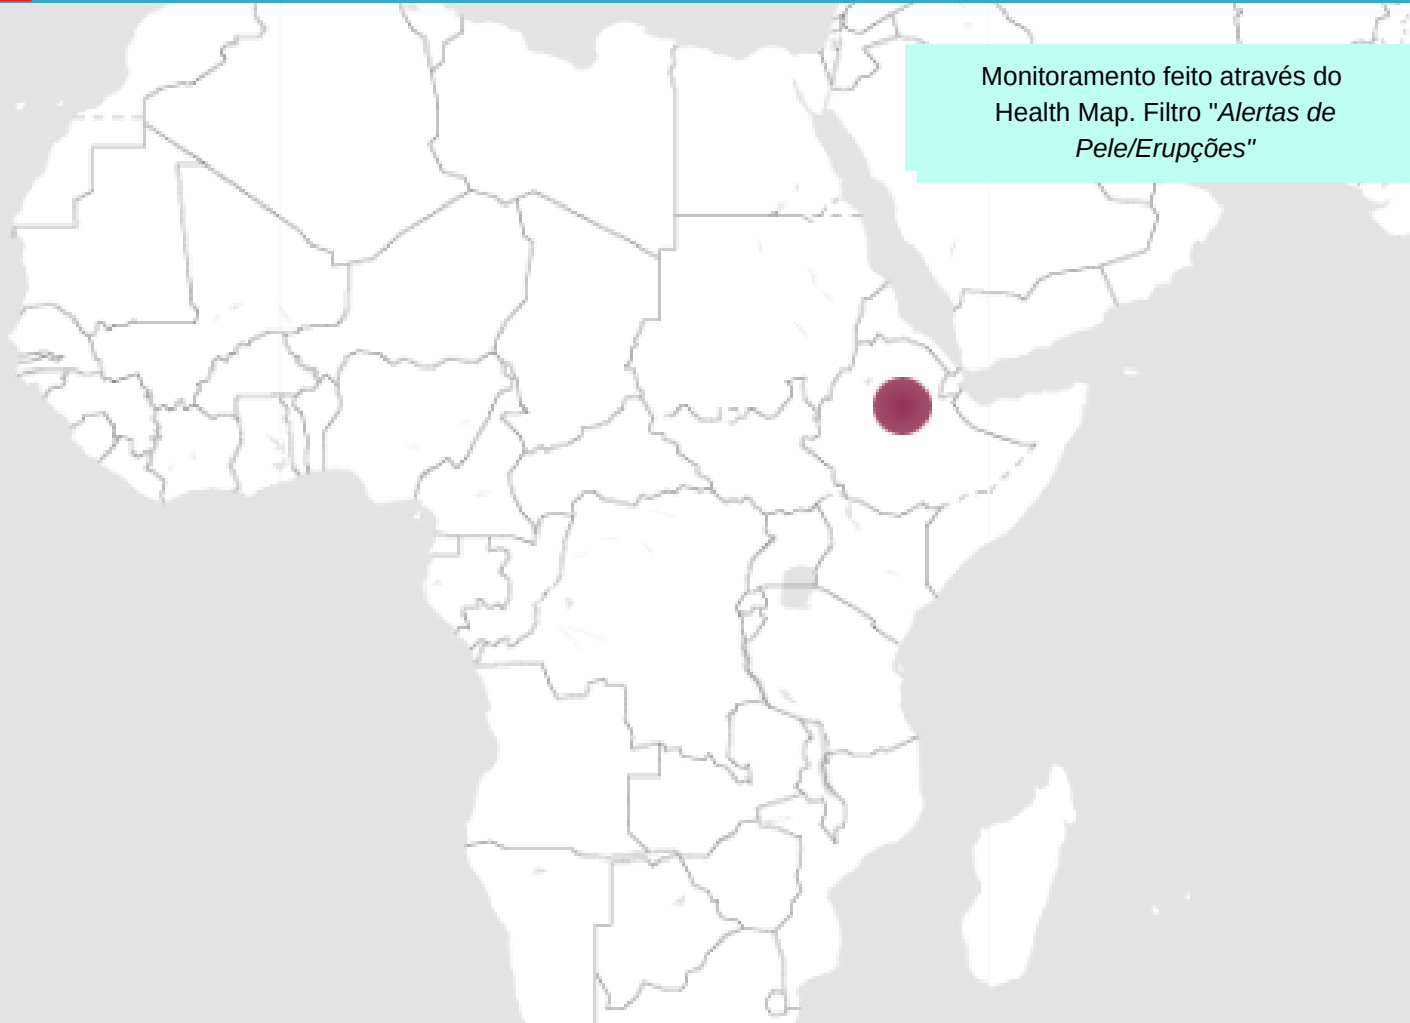 Monitoramento feito através do
Health Map. Filtro "Alertas de
Pele/Erupções"